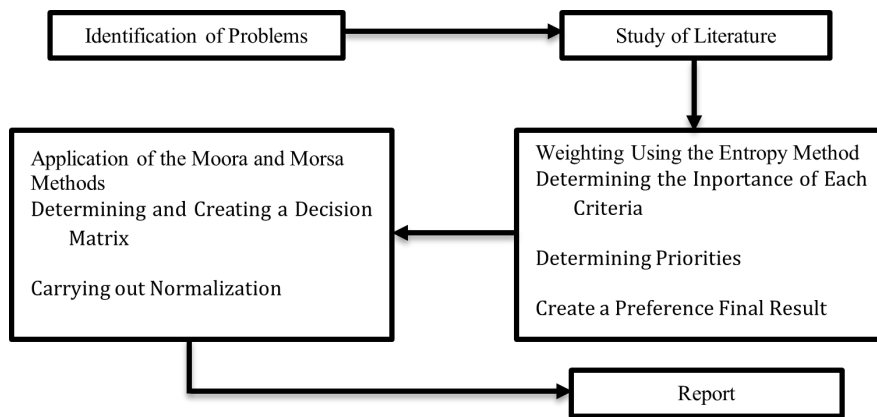 Identification of Problems
Study of Literature
Weighting Using the Entropy Method
Determining the Inportance of Each
Criteria
Determining Priorities
Create a Preference Final Result
Application of the Moora and Morsa
Methods
Determining and Creating a Decision
Matrix
Carrying out Normalization
Report